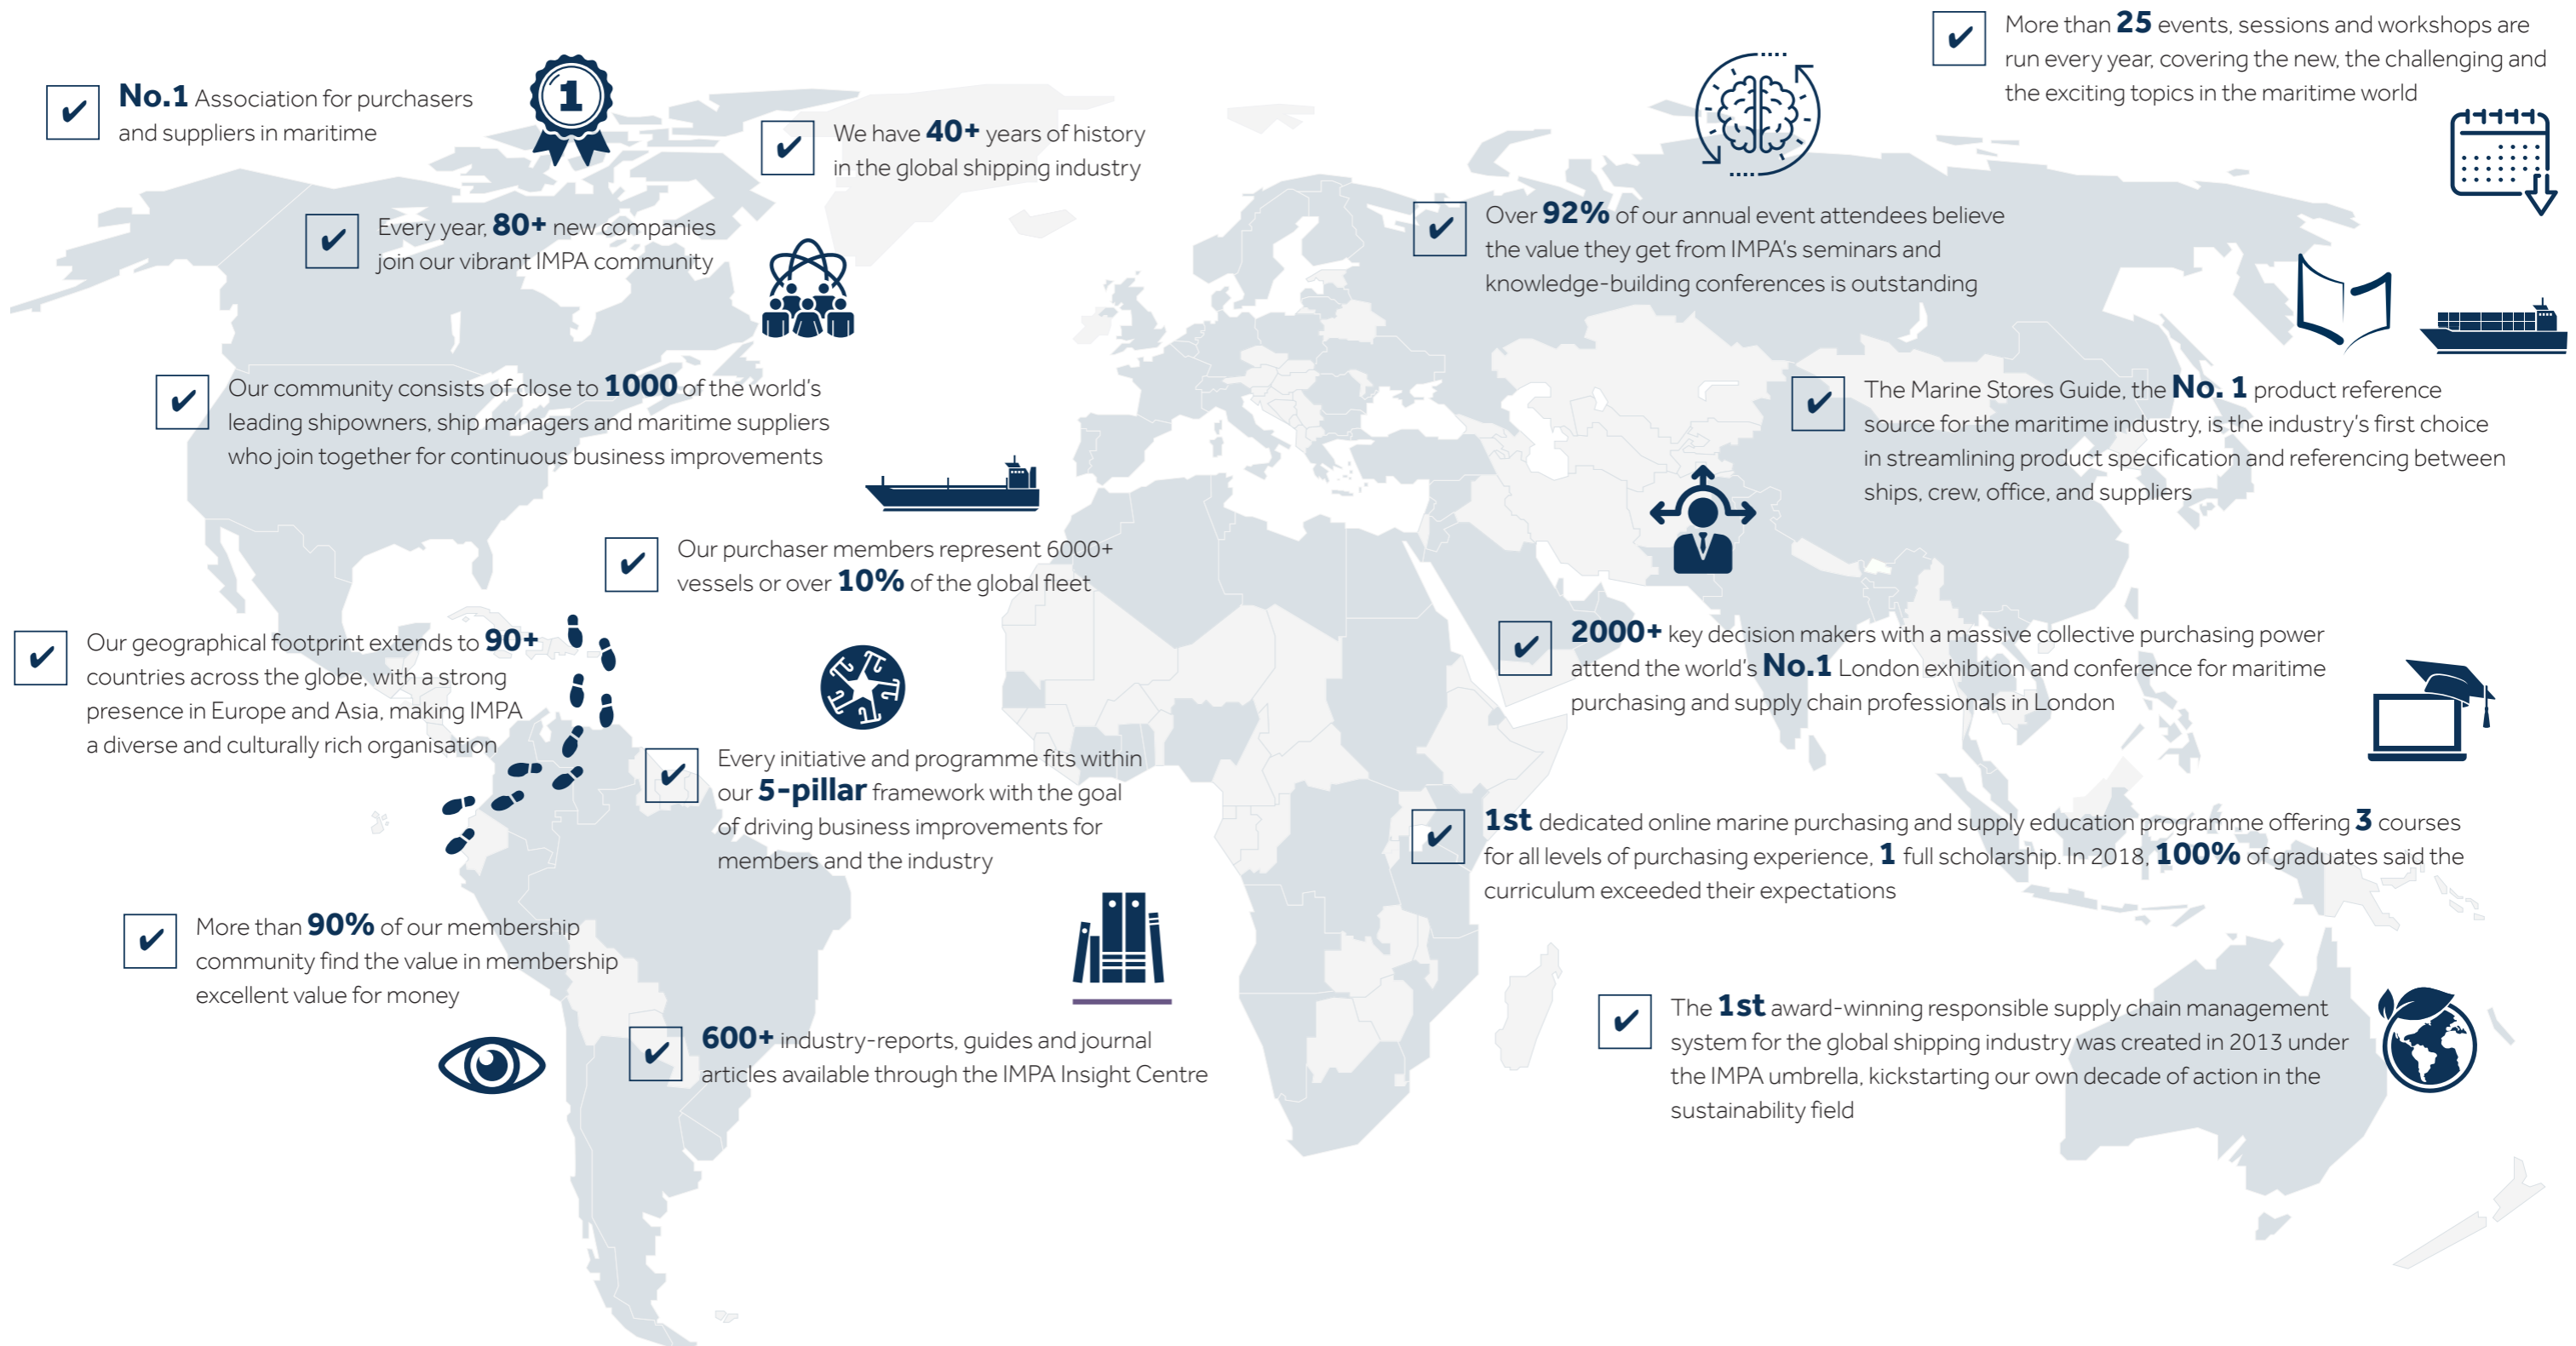 No.1 Association for purchasers
and suppliers in maritime
1
We have 40+ years of history
in the global shipping industry
Every year, 80+ new companies
join our vibrant IMPA community
Our community consists of close to 1000 of the world's
leading shipowners, ship managers and maritime suppliers
who join together for continuous business improvements
Our purchaser members represent 6000+
vessels or over 10% of the global fleet
Our geographical footprint extends to 90+
countries across the globe, with a strong
presence in Europe and Asia, making IMPA
a diverse and culturally rich organisation
Every initiative and programme fits within
our 5-pillar framework with the goal
of driving business improvements for
members and the industry
More than 90% of our membership
community find the value in membership
excellent value for money
600+ industry-reports, guides and journal
articles available through the IMPA Insight Centre
More than 25 events, sessions and workshops are
run every year, covering the new, the challenging and
the exciting topics in the maritime world
Over 92% of our annual event attendees believe
the value they get from IMPA's seminars and
knowledge-building conferences is outstanding
The Marine Stores Guide, the No. 1 product reference
source for the maritime industry, is the industry's first choice
in streamlining product specification and referencing between
ships, crew, office, and suppliers
2000+ key decision makers with a massive collective purchasing power
attend the world's No.1 London exhibition and conference for maritime
purchasing and supply chain professionals in London
1st dedicated online marine purchasing and supply education programme offering 3 courses
for all levels of purchasing experience, 1 full scholarship. In 2018, 100% of graduates said the
curriculum exceeded their expectations
The 1st award-winning responsible supply chain management
system for the global shipping industry was created in 2013 under
the IMPA umbrella, kickstarting our own decade of action in the
sustainability field